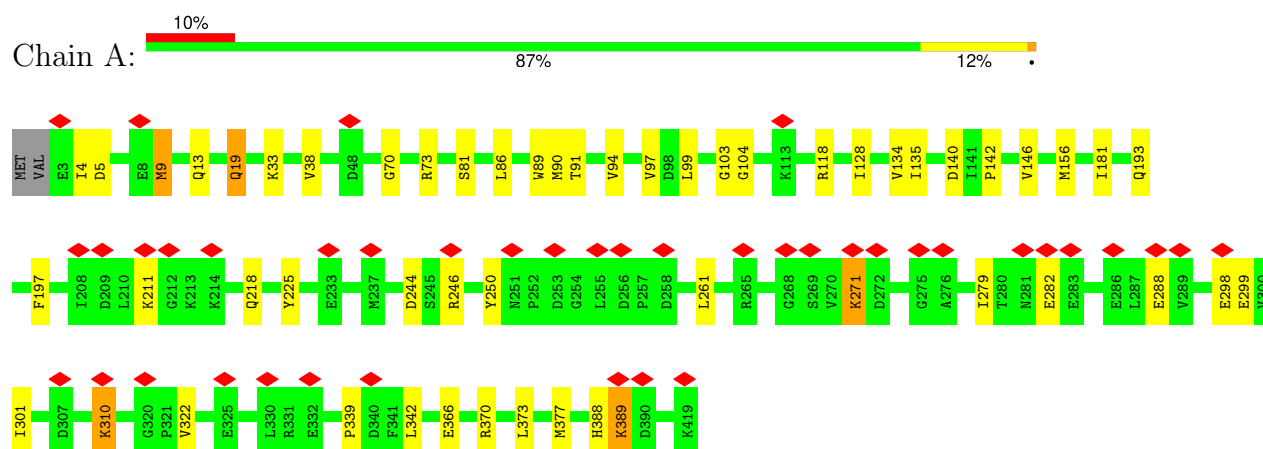 10%
Chain A:
87% 12% •
MET VAL E3 I4 D5 E8 M9 Q13 Q19 K33 V38 D48 G70 R73 S81 L86 W89 M90 T91 V94 V97 D98 L99 G103 G104 K113 R118 I128 V134 I135 D140 I141 P142 V146 M156 I181 Q193
F197 I208 D209 L210 K211 G212 K213 K214 Q218 Y225 E233 M237 D244 S245 R246 Y250 N251 P252 D253 G254 L255 D256 P257 D258 L261 R265 G268 S269 V270 K271 D272 G275 A276 I279 T280 N281 E282 E283 E286 L287 E288 V289 E298 E299 V300
I301 D307 K310 G320 P321 V322 E325 L330 R331 E332 P339 D340 F341 L342 E366 R370 L373 M377 H388 K389 D390 K419